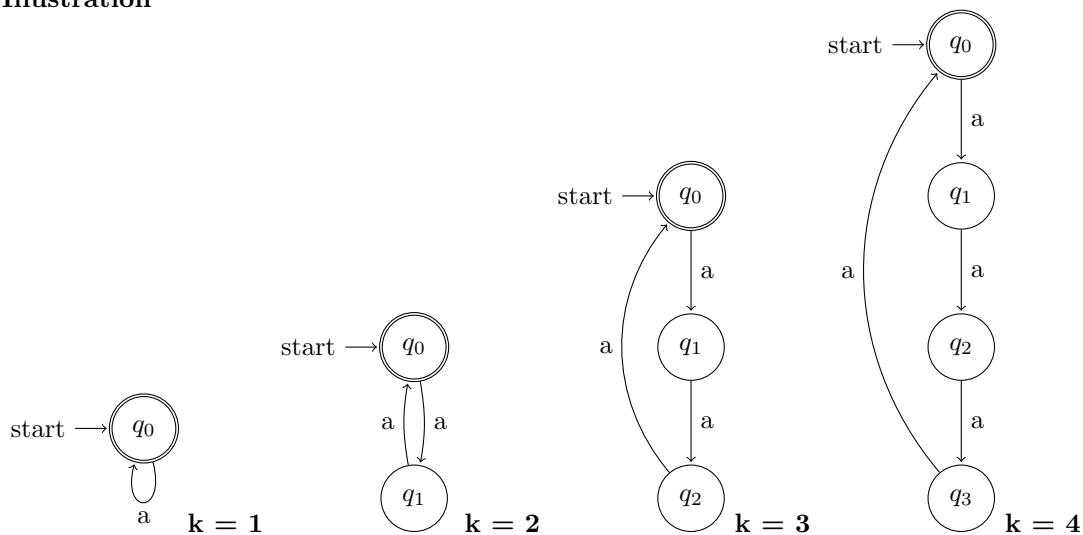 Illustration
start q0
a
q1
a
q2
a
q3
a
k = 4
start q0
a
q1
a
q2
a
k = 3
start q0
a
a
q1
k = 2
start q0
a
k = 1